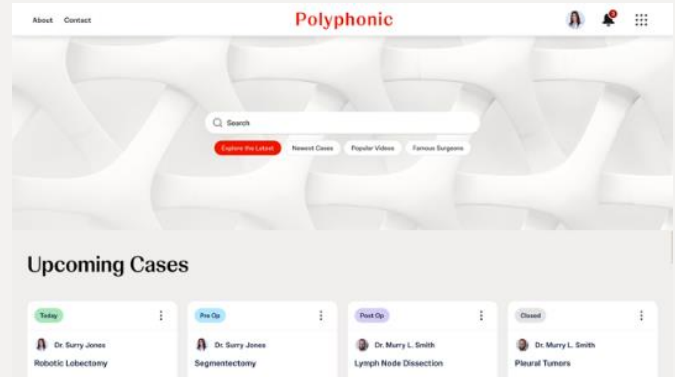 About Contact Polyphonic
Search
Explore the Latest Newest Cases Popular Videos Famous Surgeons
Upcoming Cases
Today Pre Op Post Op Closed
Dr. Surry Jones Dr. Surry Jones Dr. Murry L. Smith Dr. Murry L. Smith
Robotic Lobectomy Segmentectomy Lymph Node Dissection Pleural Tumors